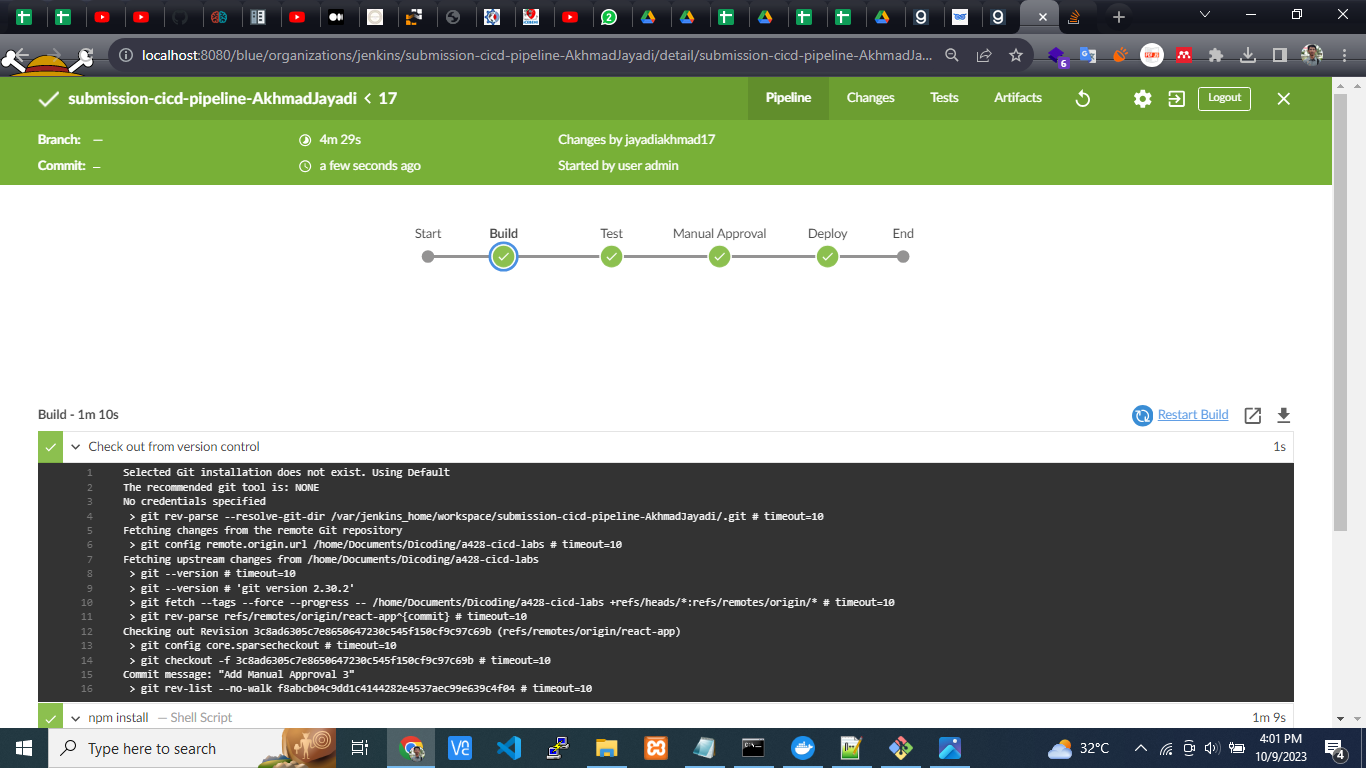 localhost:8080/blue/organizations/jenkins/submission-cicd-pipeline-AkhmadJayadi/detail/submission-cicd-pipeline-AkhmadJa...
6
submission-cicd-pipeline-AkhmadJayadi < 17
Pipeline Changes Tests Artifacts Logout
Branch: — 4m 29s Changes by jayadiakhmad17
Commit: — a few seconds ago Started by user admin
Start Build Test Manual Approval Deploy End
Build - 1m 10s Restart Build
Check out from version control 1s
1 Selected Git installation does not exist. Using Default
2 The recommended git tool is: NONE
3 No credentials specified
4 > git rev-parse --resolve-git-dir /var/jenkins_home/workspace/submission-cicd-pipeline-AkhmadJayadi/.git # timeout=10
5 Fetching changes from the remote Git repository
6 > git config remote.origin.url /home/Documents/Dicoding/a428-cicd-labs # timeout=10
7 Fetching upstream changes from /home/Documents/Dicoding/a428-cicd-labs
8 > git --version # timeout=10
9 > git --version # 'git version 2.30.2'
10 > git fetch --tags --force --progress -- /home/Documents/Dicoding/a428-cicd-labs +refs/heads/*:refs/remotes/origin/* # timeout=10
11 > git rev-parse refs/remotes/origin/react-app^{commit} # timeout=10
12 Checking out Revision 3c8ad6305c7e8650647230c545f150cf9c97c69b (refs/remotes/origin/react-app)
13 > git config core.sparsecheckout # timeout=10
14 > git checkout -f 3c8ad6305c7e8650647230c545f150cf9c97c69b # timeout=10
15 Commit message: "Add Manual Approval 3"
16 > git rev-list --no-walk f8abcb04c9dd1c4144282e4537aec99e639c4f04 # timeout=10
npm install — Shell Script 1m 9s
Type here to search
32°C
4:01 PM
10/9/2023
4